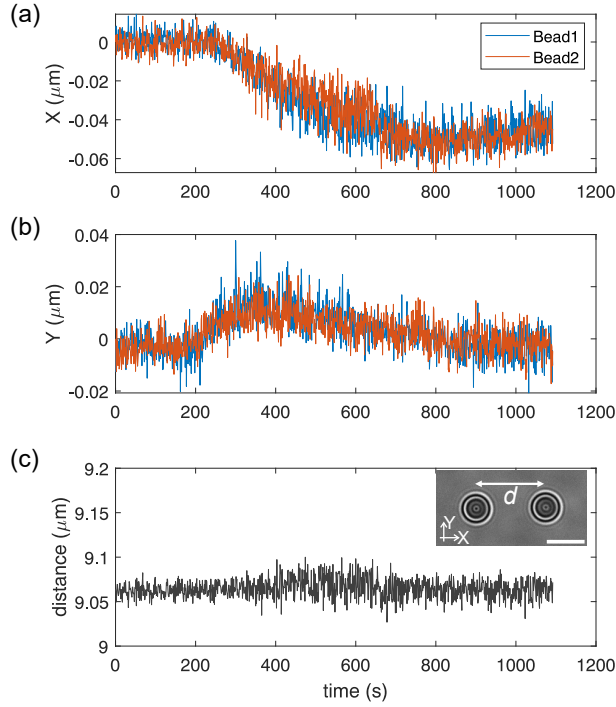 (a)
0
-0.02
-0.04
-0.06
X (μm)
Bead1
Bead2
0 200 400 600 800 1000 1200
(b)
0.04
0.02
0
-0.02
Y (μm)
0 200 400 600 800 1000 1200
(c)
9.2
9.15
9.1
9.05
9
distance (μm)
d
Y
X
0 200 400 600 800 1000 1200
time (s)